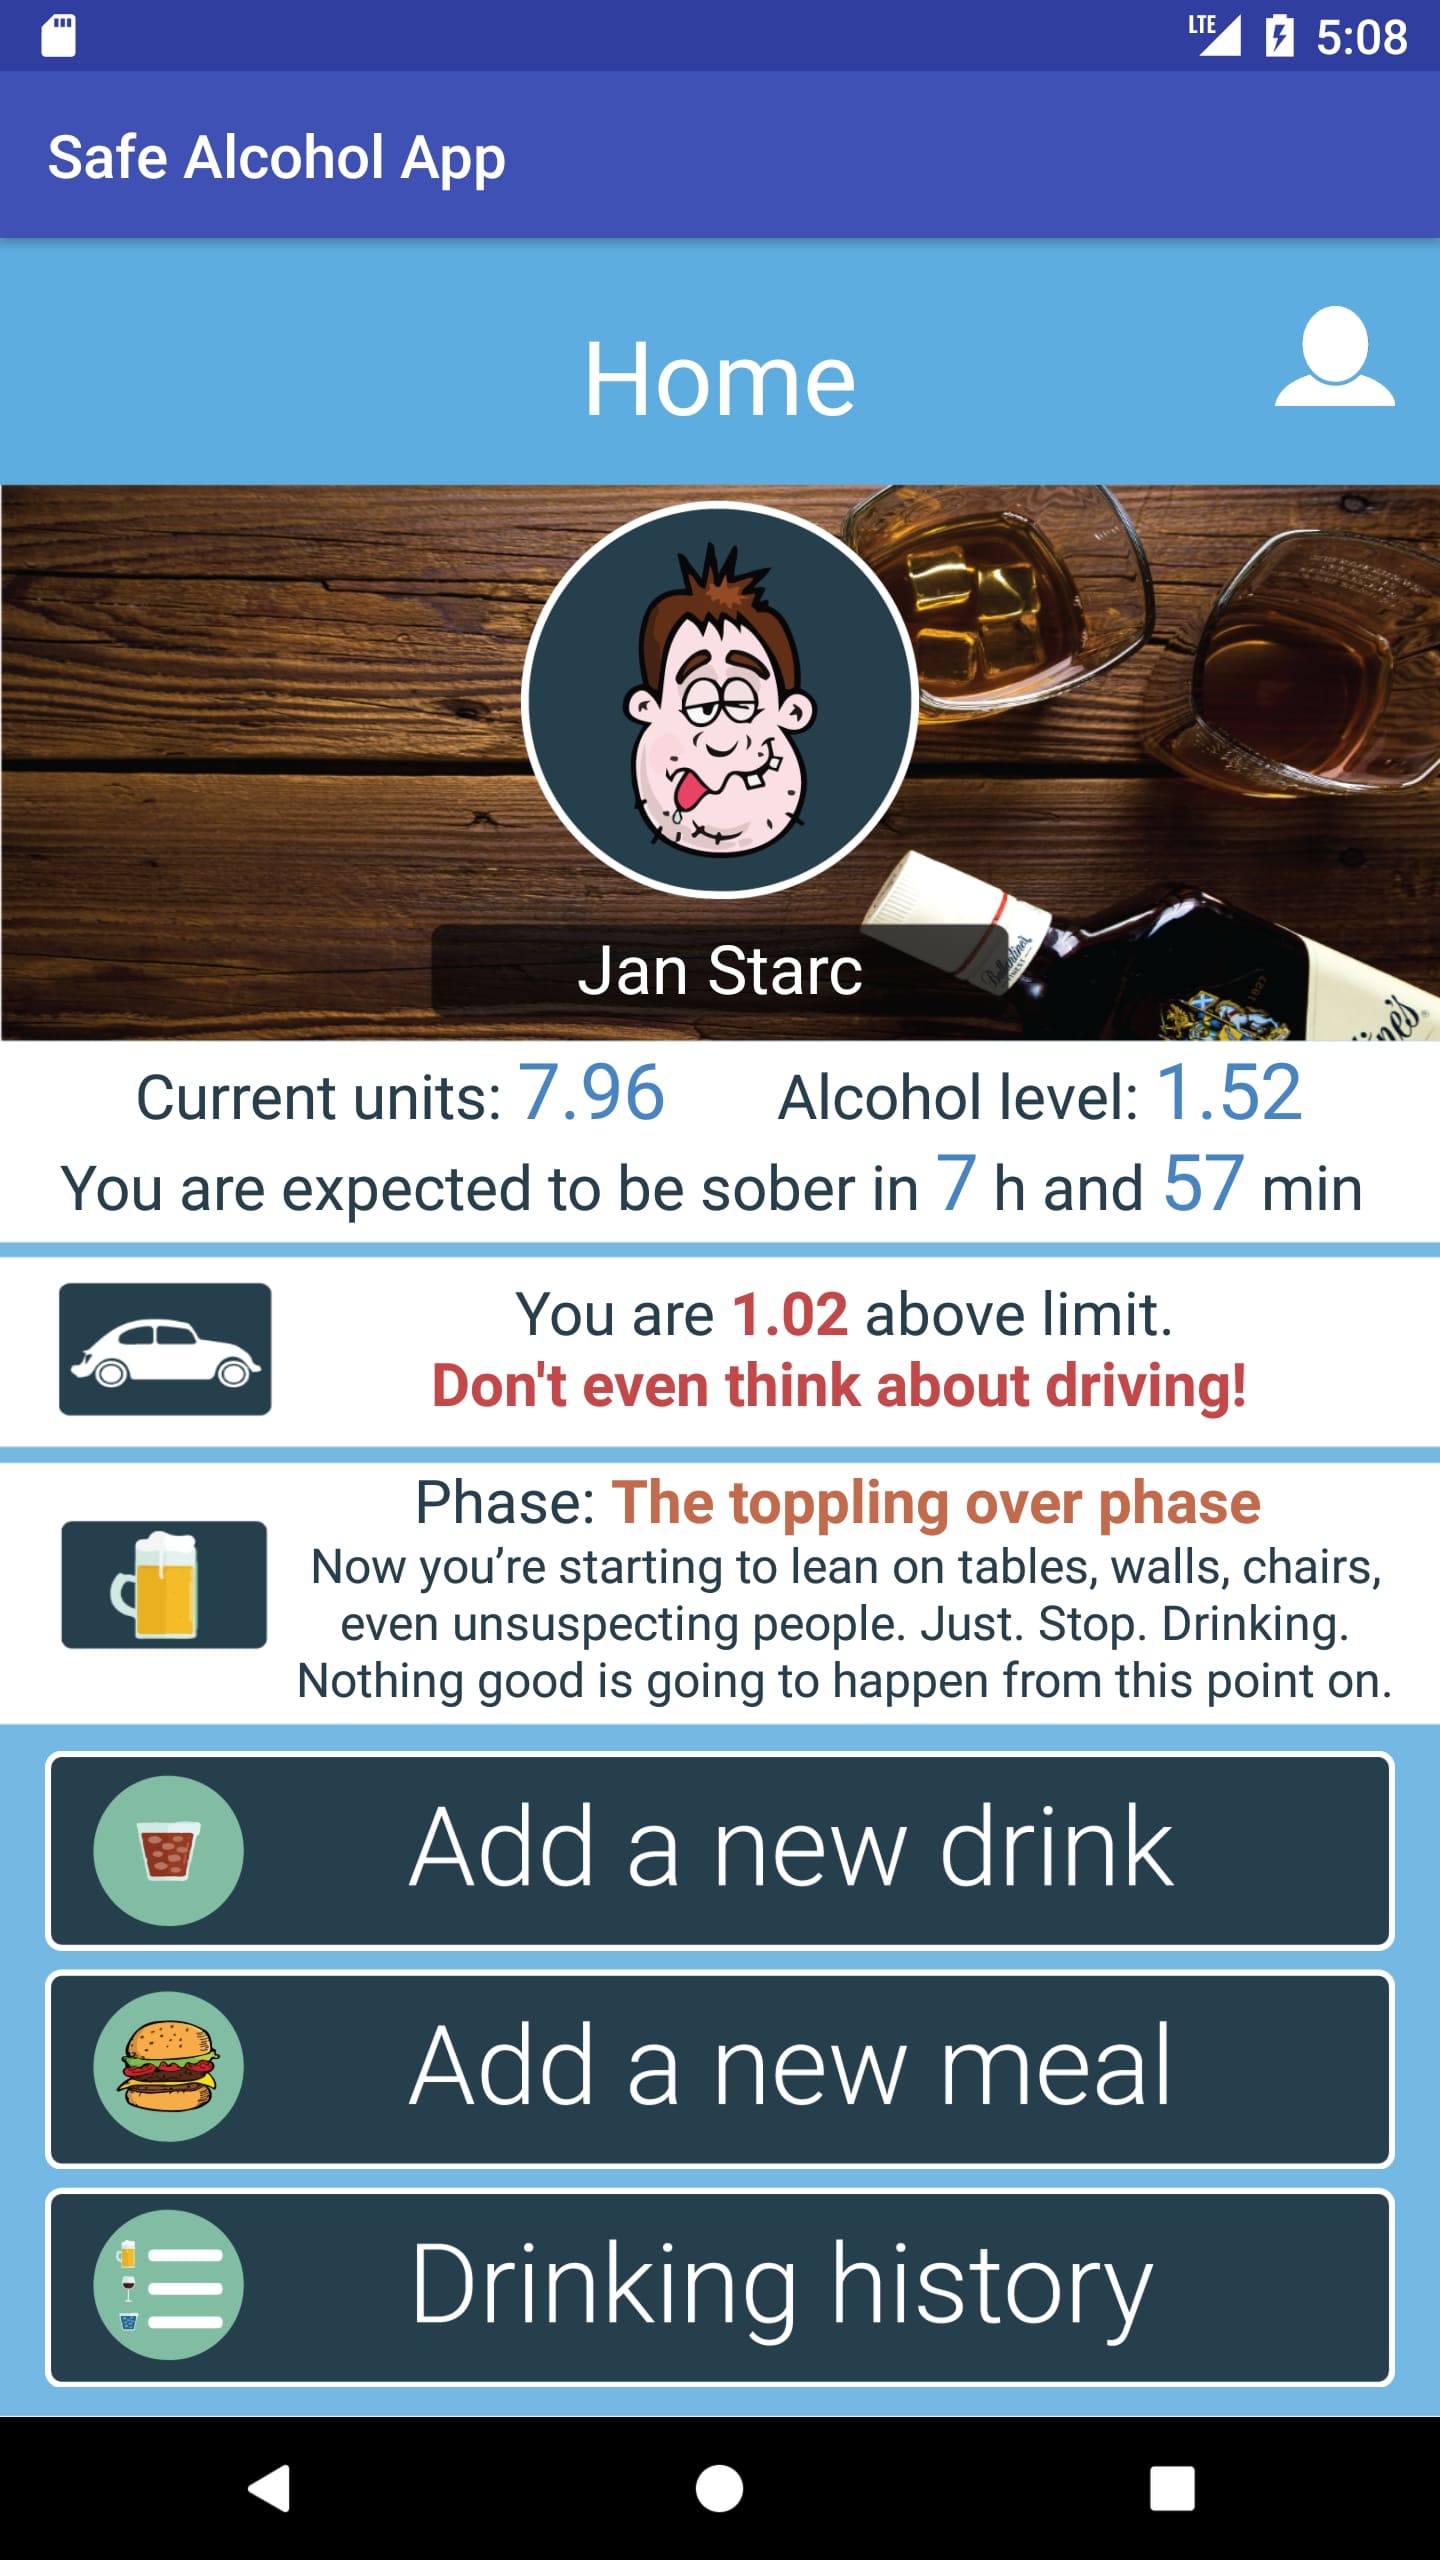 LTE 5:08
Safe Alcohol App
Home
Ballantine's
FINEST
1827
Jan Starc
Current units: 7.96 Alcohol level: 1.52
You are expected to be sober in 7 h and 57 min
You are 1.02 above limit.
Don't even think about driving!
Phase: The toppling over phase
Now you’re starting to lean on tables, walls, chairs,
even unsuspecting people. Just. Stop. Drinking.
Nothing good is going to happen from this point on.
Add a new drink
Add a new meal
Drinking history